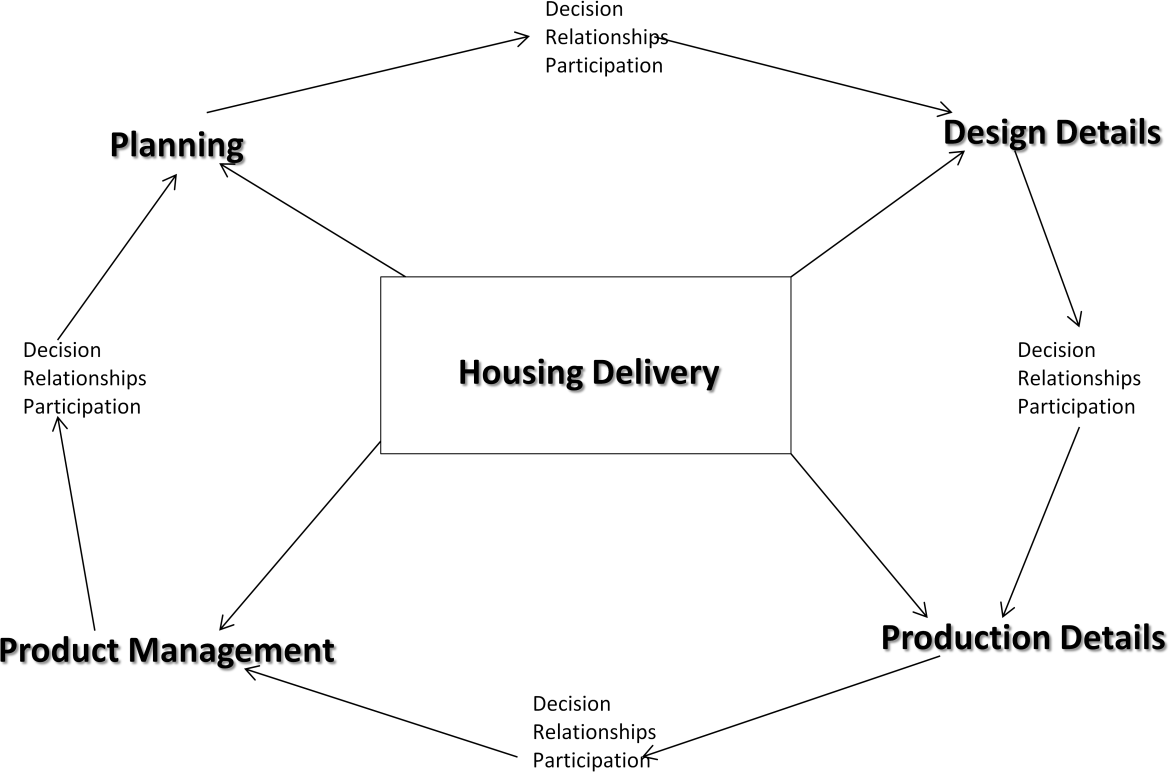 Decision
Relationships
Participation
Planning
Design Details
Decision
Relationships
Participation
Housing Delivery
Decision
Relationships
Participation
Product Management
Production Details
Decision
Relationships
Participation